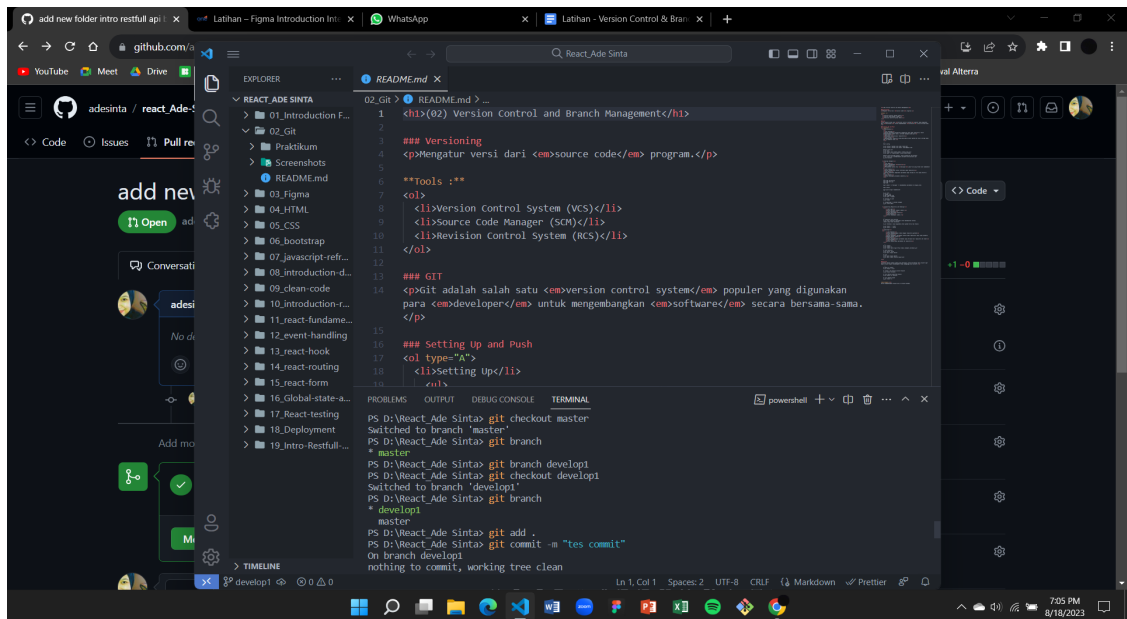 add new folder intro restfull api b
Latihan – Figma Introduction Inte
WhatsApp
Latihan - Version Control & Bran
github.com/a
React_Ade Sinta
YouTube
Meet
Drive
val Alterra
EXPLORER
README.md
adesinta / react_Ade-S
REACT_ADE SINTA
02_Git > README.md > ...
Code
Issues
Pull re
01_Introduction F...
02_Git
Praktikum
Screenshots
README.md
03_Figma
04_HTML
05_CSS
06_bootstrap
07_javascript-refr...
08_introduction-d...
09_clean-code
10_introduction-r...
11_react-fundame...
12_event-handling
13_react-hook
14_react-routing
15_react-form
16_Global-state-a...
17_React-testing
18_Deployment
19_Intro-Restfull-...
TIMELINE
1 <h1>(02) Version Control and Branch Management</h1>
2
3 ### Versioning
4 <p>Mengatur versi dari <em>source code</em> program.</p>
5
6 **Tools :**
7 <ol>
8 <li>Version Control System (VCS)</li>
9 <li>Source Code Manager (SCM)</li>
10 <li>Revision Control System (RCS)</li>
11 </ol>
12
13 ### GIT
14 <p>Git adalah salah satu <em>version control system</em> populer yang digunakan
para <em>developer</em> untuk mengembangkan <em>software</em> secara bersama-sama.
</p>
15
16 ### Setting Up and Push
17 <ol type="A">
18 <li>Setting Up</li>
19 <ul>
add new
Code
Open
ade
Conversati
+1 −0
adesi
No de
Add mo
Me
PROBLEMS OUTPUT DEBUG CONSOLE TERMINAL
powershell
PS D:\React_Ade Sinta> git checkout master
Switched to branch 'master'
PS D:\React_Ade Sinta> git branch
* master
PS D:\React_Ade Sinta> git branch develop1
PS D:\React_Ade Sinta> git checkout develop1
Switched to branch 'develop1'
PS D:\React_Ade Sinta> git branch
* develop1
master
PS D:\React_Ade Sinta> git add .
PS D:\React_Ade Sinta> git commit -m "tes commit"
On branch develop1
nothing to commit, working tree clean
develop1
0 0
Ln 1, Col 1 Spaces: 2 UTF-8 CRLF Markdown Prettier
7:05 PM
8/18/2023